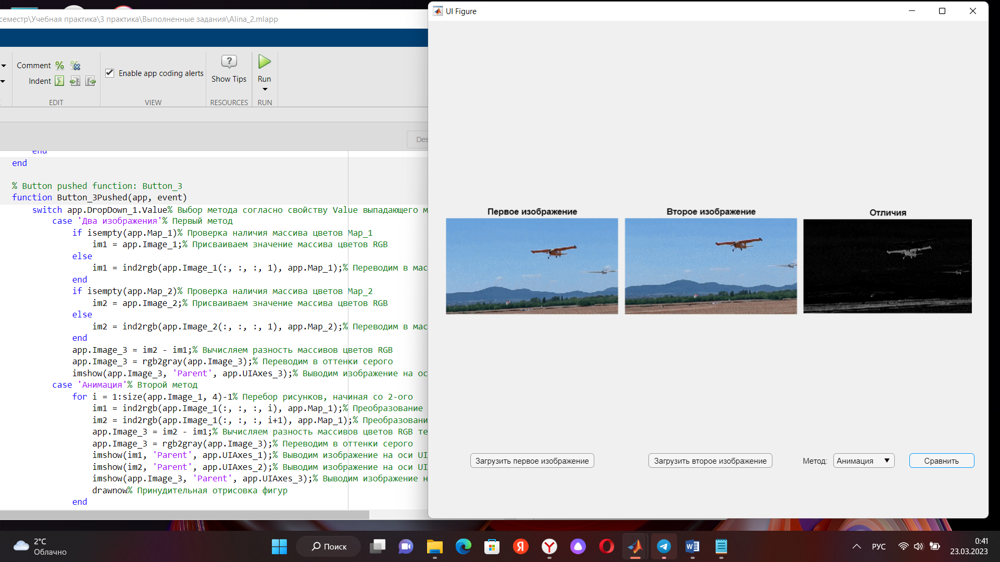 семестр\Учебная практика\3 практика\Выполненные задания\Alina_2.mlapp
Comment
Indent
EDIT
Enable app coding alerts
VIEW
Show Tips
RESOURCES
Run
RUN
Des
end
end
% Button pushed function: Button_3
function Button_3Pushed(app, event)
switch app.DropDown_1.Value% Выбор метода согласно свойству Value выпадающего м
case 'Два изображения'% Первый метод
if isempty(app.Map_1)% Проверка наличия массива цветов Map_1
im1 = app.Image_1;% Присваиваем значение массива цветов RGB
else
im1 = ind2rgb(app.Image_1(:, :, :, 1), app.Map_1);% Переводим в мас
end
if isempty(app.Map_2)% Проверка наличия массива цветов Map_2
im2 = app.Image_2;% Присваиваем значение массива цветов RGB
else
im2 = ind2rgb(app.Image_2(:, :, :, 1), app.Map_2);% Переводим в мас
end
app.Image_3 = im2 - im1;% Вычисляем разность массивов цветов RGB
app.Image_3 = rgb2gray(app.Image_3);% Переводим в оттенки серого
imshow(app.Image_3, 'Parent', app.UIAxes_3);% Выводим изображение на ос
case 'Анимация'% Второй метод
for i = 1:size(app.Image_1, 4)-1% Перебор рисунков, начиная со 2-ого
im1 = ind2rgb(app.Image_1(:, :, :, i), app.Map_1);% Преобразование
im2 = ind2rgb(app.Image_1(:, :, :, i+1), app.Map_1);% Преобразовани
app.Image_3 = im2 - im1;% Вычисляем разность массивов цветов RGB те
app.Image_3 = rgb2gray(app.Image_3);% Переводим в оттенки серого
imshow(im1, 'Parent', app.UIAxes_1);% Выводим изображение на оси UI
imshow(im2, 'Parent', app.UIAxes_2);% Выводим изображение на оси UI
imshow(app.Image_3, 'Parent', app.UIAxes_3);% Выводим изображение н
drawnow% Принудительная отрисовка фигур
end
UI Figure
Первое изображение
Второе изображение
Отличия
Загрузить первое изображение
Загрузить второе изображение
Метод:
Анимация
Сравнить
2°C
Облачно
Поиск
РУС
0:41
23.03.2023